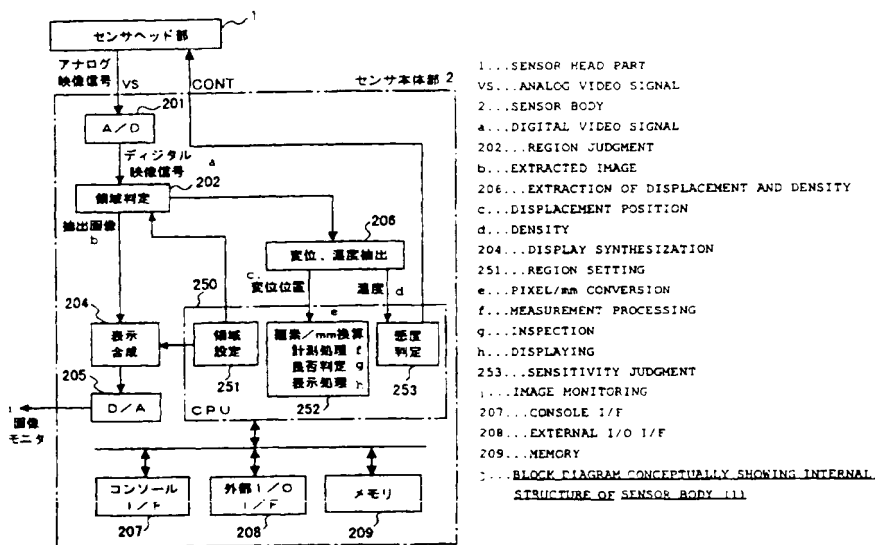 1
センサヘッド部
アナログ
映像信号
VS
CONT
センサ本体部 2
201
A/D
ディジタル
映像信号
a
202
領域判定
抽出画像
b
206
変位、濃度抽出
c
変位位置
濃度 d
250
204
表示
合成
領域
設定
251
e
画素/mm換算
計測処理 f
良否判定 g
表示処理 h
252
感度
判定
253
205
D/A
CPU
i
画像
モニタ
コンソール
I/F
207
外部I/O
I/F
208
メモリ
209
1...SENSOR HEAD PART
VS...ANALOG VIDEO SIGNAL
2...SENSOR BODY
a...DIGITAL VIDEO SIGNAL
202...REGION JUDGMENT
b...EXTRACTED IMAGE
206...EXTRACTION OF DISPLACEMENT AND DENSITY
c...DISPLACEMENT POSITION
d...DENSITY
204...DISPLAY SYNTHESIZATION
251...REGION SETTING
e...PIXEL/mm CONVERSION
f...MEASUREMENT PROCESSING
g...INSPECTION
h...DISPLAYING
253...SENSITIVITY JUDGMENT
i...IMAGE MONITORING
207...CONSOLE I/F
208...EXTERNAL I/O I/F
209...MEMORY
j...BLOCK DIAGRAM CONCEPTUALLY SHOWING INTERNAL
STRUCTURE OF SENSOR BODY (1)